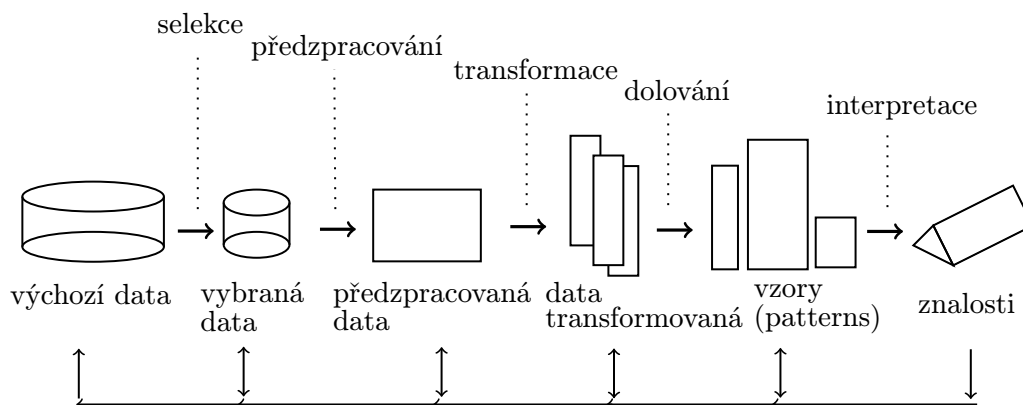 selekce
předzpracování
transformace
dolování
interpretace
výchozí data
vybraná
data
předzpracovaná
data
data
transformovaná
vzory
(patterns)
znalosti